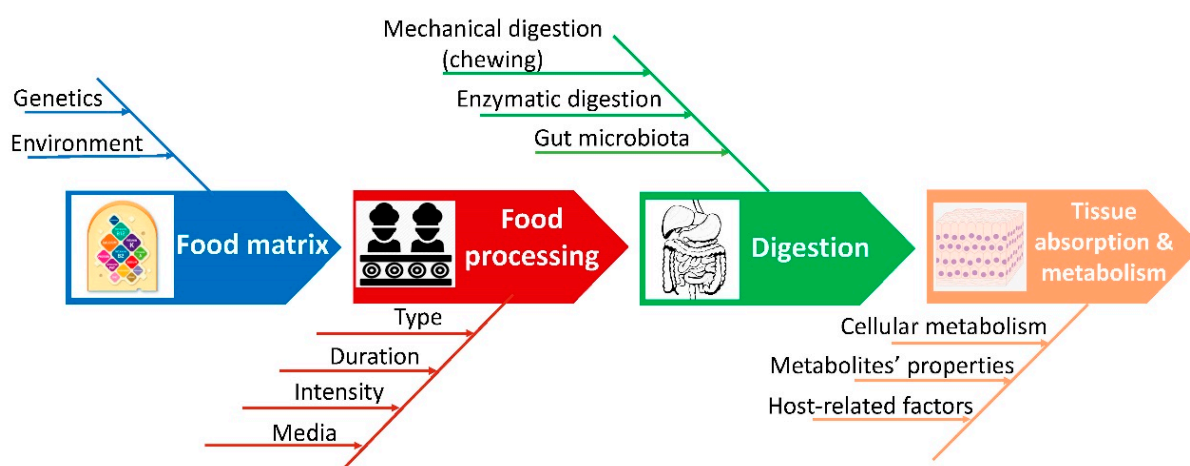 Mechanical digestion
(chewing)
Enzymatic digestion
Gut microbiota
Genetics
Environment
Food matrix
Food
processing
Digestion
Tissue
absorption &
metabolism
Type
Duration
Intensity
Media
Cellular metabolism
Metabolites' properties
Host-related factors